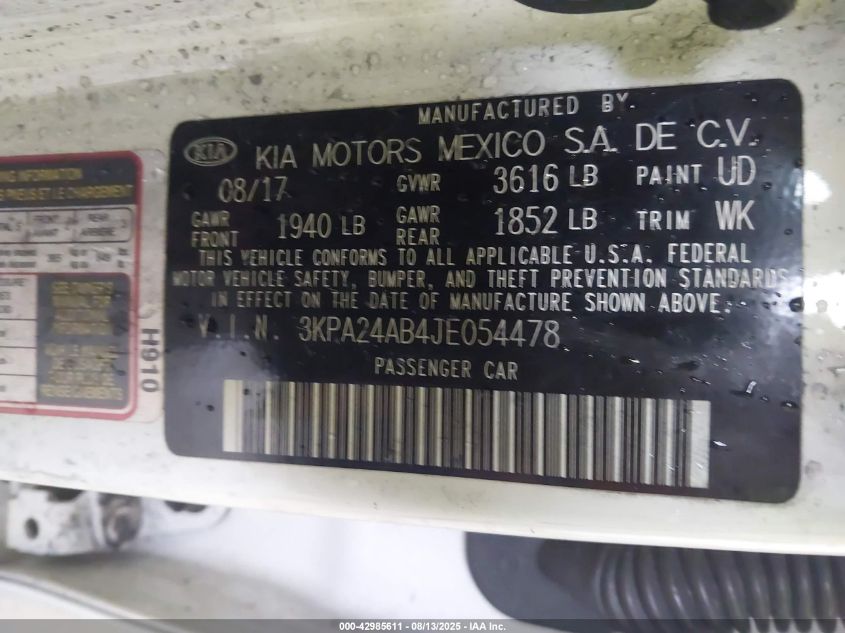 MANUFACTURED BY.
KIA KIA MOTORS MEXICO S.A. DE C.V.
08/17 GVWR 3616 LB PAINT UD
GAWR FRONT 1940 LB GAWR REAR 1852 LB TRIM WK
THIS VEHICLE CONFORMS TO ALL APPLICABLE U.S.A. FEDERAL
MOTOR VEHICLE SAFETY, BUMPER, AND THEFT PREVENTION STANDARDS
IN EFFECT ON THE DATE OF MANUFACTURE SHOWN ABOVE.
V.I.N. 3KPA24AB4JE054478
PASSENGER CAR
H910
INFORMATION
FRONT REAR
000-42985611 - 08/13/2025 - IAA Inc.